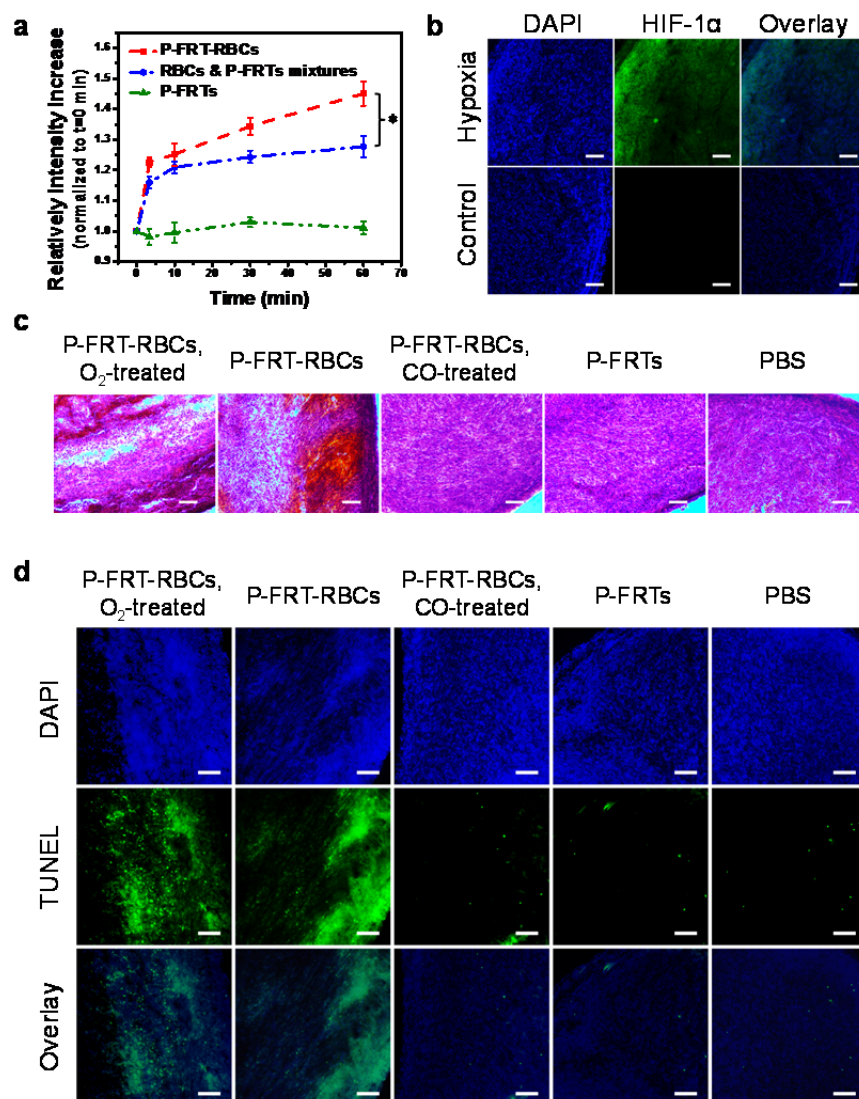 a
Relatively Intensity Increase
(normalized to t=0 min)
1.6
1.5
1.4
1.3
1.2
1.1
1.0
0.9
P-FRT-RBCs
RBCs & P-FRTs mixtures
P-FRTs
*
0 10 20 30 40 50 60 70
Time (min)
b
DAPI HIF-1α Overlay
Hypoxia
Control
c
P-FRT-RBCs,
O₂-treated
P-FRT-RBCs
P-FRT-RBCs,
CO-treated
P-FRTs
PBS
d
P-FRT-RBCs,
O₂-treated
P-FRT-RBCs
P-FRT-RBCs,
CO-treated
P-FRTs
PBS
DAPI
TUNEL
Overlay